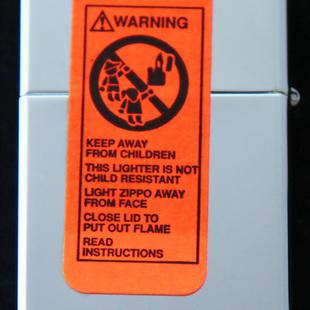 WARNING
KEEP AWAY
FROM CHILDREN
THIS LIGHTER IS NOT
CHILD RESISTANT
LIGHT ZIPPO AWAY
FROM FACE
CLOSE LID TO
PUT OUT FLAME
READ
INSTRUCTIONS